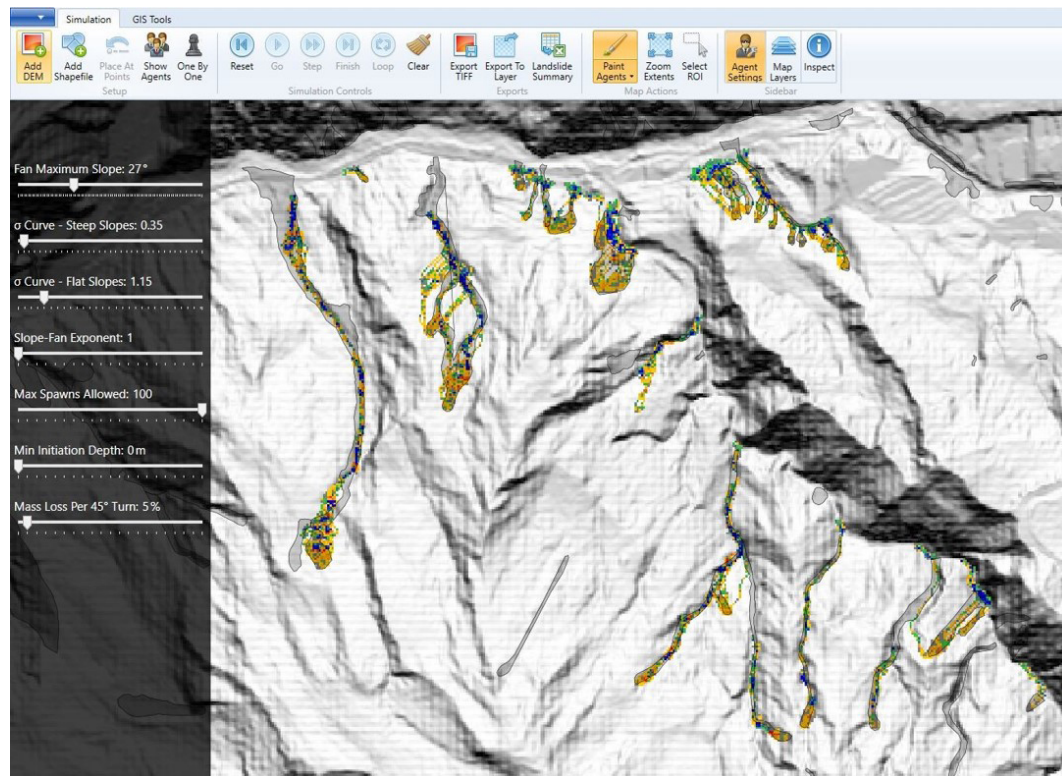 Simulation GIS Tools
Add DEM
Add Shapefile
Place At Points
Show Agents
One By One
Setup
Reset
Go
Step
Finish
Loop
Clear
Simulation Controls
Export TIFF
Export To Layer
Landslide Summary
Exports
Paint Agents
Zoom Extents
Select ROI
Map Actions
Agent Settings
Map Layers
Inspect
Sidebar
Fan Maximum Slope: 27°
σ Curve - Steep Slopes: 0.35
σ Curve - Flat Slopes: 1.15
Slope-Fan Exponent: 1
Max Spawns Allowed: 100
Min Initiation Depth: 0 m
Mass Loss Per 45° Turn: 5%